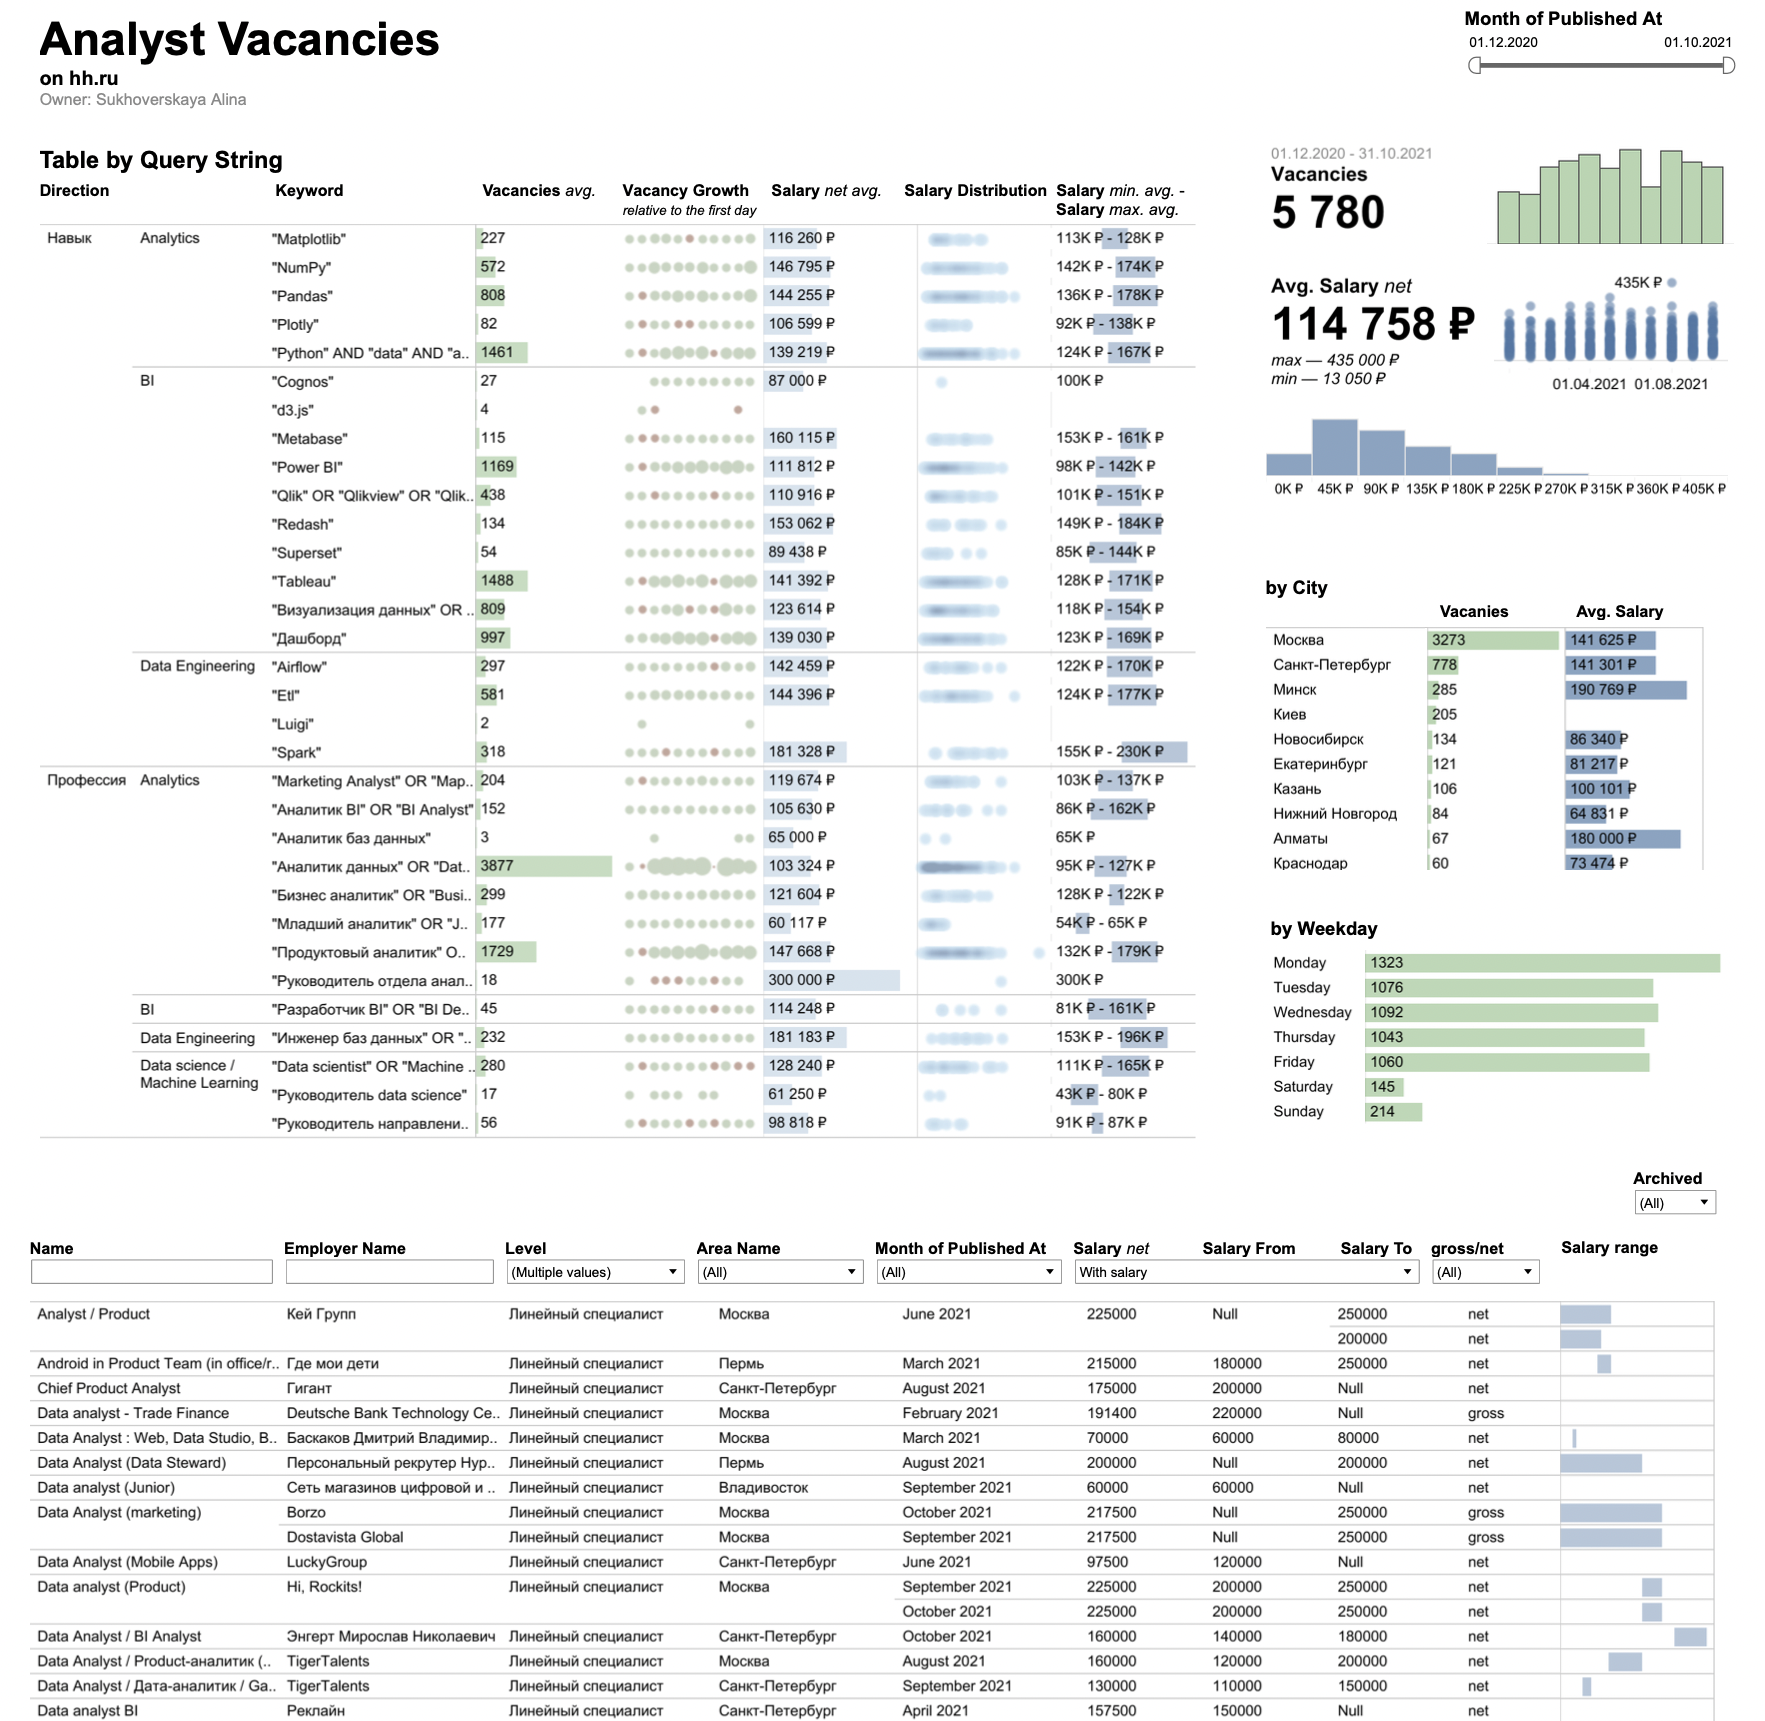 Analyst Vacancies
on hh.ru
Owner: Sukhoverskaya Alina
Month of Published At
01.12.2020 01.10.2021
Table by Query String
Direction Keyword Vacancies avg. Vacancy Growth Salary net avg. Salary Distribution Salary min. avg. -
relative to the first day Salary max. avg.
Навык Analytics "Matplotlib" 227 116 260 ₽ 113K ₽ - 128K ₽
"NumPy" 572 146 795 ₽ 142K ₽ - 174K ₽
"Pandas" 808 144 255 ₽ 136K ₽ - 178K ₽
"Plotly" 82 106 599 ₽ 92K ₽ - 138K ₽
"Python" AND "data" AND "a.. 1461 139 219 ₽ 124K ₽ - 167K ₽
BI "Cognos" 27 87 000 ₽ 100K ₽
"d3.js" 4
"Metabase" 115 160 115 ₽ 153K ₽ - 161K ₽
"Power BI" 1169 111 812 ₽ 98K ₽ - 142K ₽
"Qlik" OR "Qlikview" OR "Qlik.. 438 110 916 ₽ 101K ₽ - 151K ₽
"Redash" 134 153 062 ₽ 149K ₽ - 184K ₽
"Superset" 54 89 438 ₽ 85K ₽ - 144K ₽
"Tableau" 1488 141 392 ₽ 128K ₽ - 171K ₽
"Визуализация данных" OR .. 809 123 614 ₽ 118K ₽ - 154K ₽
"Дашборд" 997 139 030 ₽ 123K ₽ - 169K ₽
Data Engineering "Airflow" 297 142 459 ₽ 122K ₽ - 170K ₽
"Etl" 581 144 396 ₽ 124K ₽ - 177K ₽
"Luigi" 2
"Spark" 318 181 328 ₽ 155K ₽ - 230K ₽
Профессия Analytics "Marketing Analyst" OR "Мар.. 204 119 674 ₽ 103K ₽ - 137K ₽
"Аналитик BI" OR "BI Analyst" 152 105 630 ₽ 86K ₽ - 162K ₽
"Аналитик баз данных" 3 65 000 ₽ 65K ₽
"Аналитик данных" OR "Dat.. 3877 103 324 ₽ 95K ₽ - 127K ₽
"Бизнес аналитик" OR "Busi.. 299 121 604 ₽ 128K ₽ - 122K ₽
"Младший аналитик" OR "J.. 177 60 117 ₽ 54K ₽ - 65K ₽
"Продуктовый аналитик" O.. 1729 147 668 ₽ 132K ₽ - 179K ₽
"Руководитель отдела анал.. 18 300 000 ₽ 300K ₽
BI "Разработчик BI" OR "BI De.. 45 114 248 ₽ 81K ₽ - 161K ₽
Data Engineering "Инженер баз данных" OR ".. 232 181 183 ₽ 153K ₽ - 196K ₽
Data science / "Data scientist" OR "Machine .. 280 128 240 ₽ 111K ₽ - 165K ₽
Machine Learning
"Руководитель data science" 17 61 250 ₽ 43K ₽ - 80K ₽
"Руководитель направлени.. 56 98 818 ₽ 91K ₽ - 87K ₽
01.12.2020 - 31.10.2021
Vacancies
5 780
Avg. Salary net
114 758 ₽
max — 435 000 ₽
min — 13 050 ₽
435K ₽
01.04.2021 01.08.2021
0K ₽ 45K ₽ 90K ₽ 135K ₽ 180K ₽ 225K ₽ 270K ₽ 315K ₽ 360K ₽ 405K ₽
by City
Vacanies Avg. Salary
Москва 3273 141 625 ₽
Санкт-Петербург 778 141 301 ₽
Минск 285 190 769 ₽
Киев 205
Новосибирск 134 86 340 ₽
Екатеринбург 121 81 217 ₽
Казань 106 100 101 ₽
Нижний Новгород 84 64 831 ₽
Алматы 67 180 000 ₽
Краснодар 60 73 474 ₽
by Weekday
Monday 1323
Tuesday 1076
Wednesday 1092
Thursday 1043
Friday 1060
Saturday 145
Sunday 214
Archived
(All)
Name Employer Name Level Area Name Month of Published At Salary net Salary From Salary To gross/net Salary range
(Multiple values) (All) (All) With salary (All)
Analyst / Product Кей Групп Линейный специалист Москва June 2021 225000 Null 250000 net
200000 net
Android in Product Team (in office/r.. Где мои дети Линейный специалист Пермь March 2021 215000 180000 250000 net
Chief Product Analyst Гигант Линейный специалист Санкт-Петербург August 2021 175000 200000 Null net
Data analyst - Trade Finance Deutsche Bank Technology Ce.. Линейный специалист Москва February 2021 191400 220000 Null gross
Data Analyst : Web, Data Studio, B.. Баскаков Дмитрий Владимир.. Линейный специалист Москва March 2021 70000 60000 80000 net
Data Analyst (Data Steward) Персональный рекрутер Нур.. Линейный специалист Пермь August 2021 200000 Null 200000 net
Data analyst (Junior) Сеть магазинов цифровой и .. Линейный специалист Владивосток September 2021 60000 60000 Null net
Data Analyst (marketing) Borzo Линейный специалист Москва October 2021 217500 Null 250000 gross
Dostavista Global Линейный специалист Москва September 2021 217500 Null 250000 gross
Data Analyst (Mobile Apps) LuckyGroup Линейный специалист Санкт-Петербург June 2021 97500 120000 Null net
Data analyst (Product) Hi, Rockits! Линейный специалист Москва September 2021 225000 200000 250000 net
October 2021 225000 200000 250000 net
Data Analyst / BI Analyst Энгерт Мирослав Николаевич Линейный специалист Санкт-Петербург October 2021 160000 140000 180000 net
Data Analyst / Product-аналитик (.. TigerTalents Линейный специалист Москва August 2021 160000 120000 200000 net
Data Analyst / Дата-аналитик / Ga.. TigerTalents Линейный специалист Санкт-Петербург September 2021 130000 110000 150000 net
Data analyst BI Реклайн Линейный специалист Санкт-Петербург April 2021 157500 150000 Null net